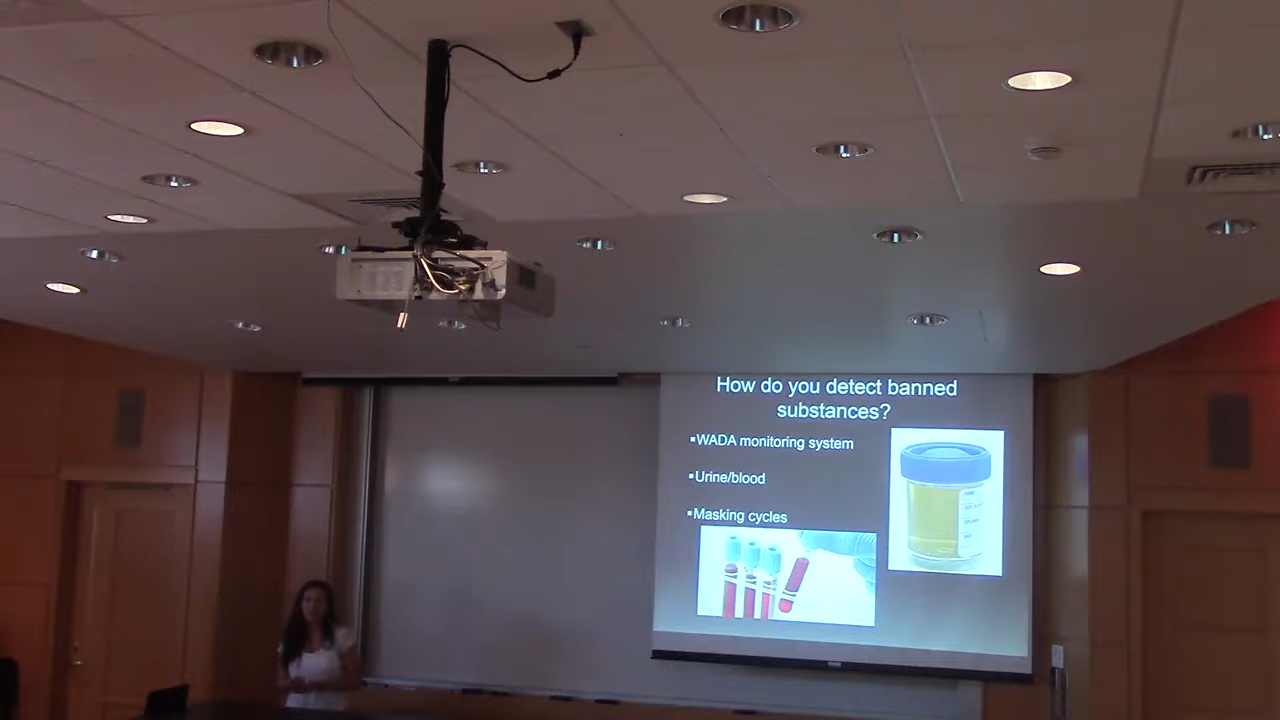 How do you detect banned
substances?
▪WADA monitoring system
▪Urine/blood
▪Masking cycles